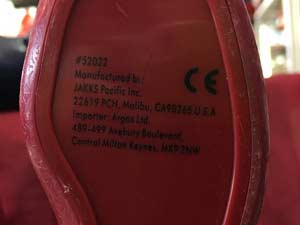 #52022
Manufactured by:
JAKKS Pacific Inc.
22619 PCH, Malibu, CA90265 U.S.A
Importer: Argos Ltd.
489-499 Avebury Boulevard,
Central Milton Keynes, MK9 2NW
CE